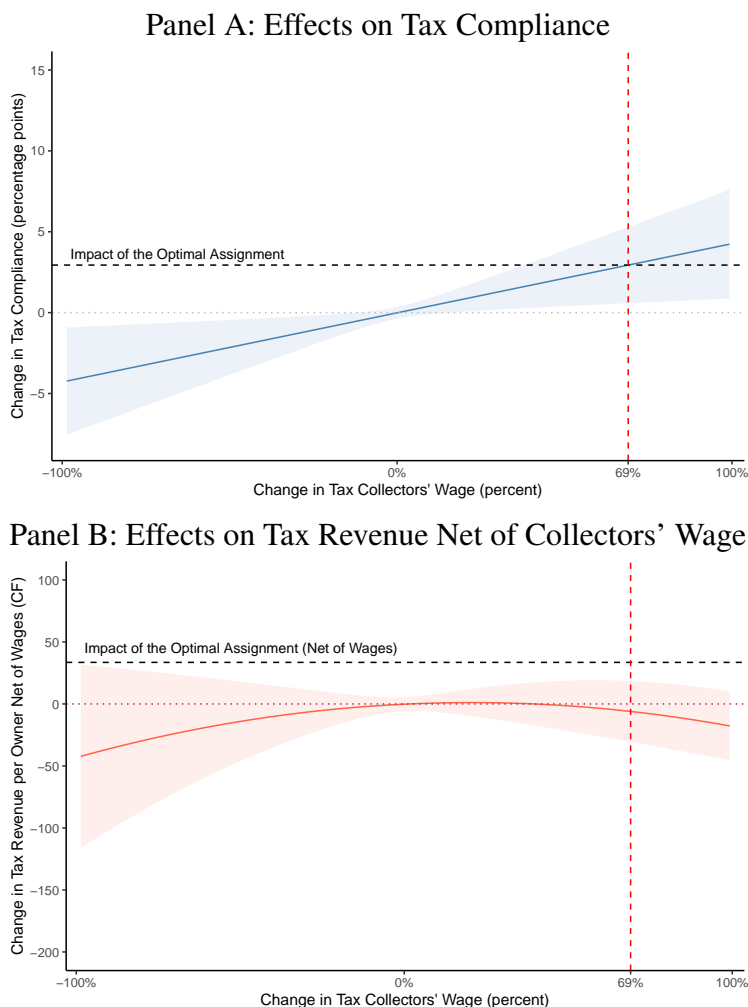 Panel A: Effects on Tax Compliance
15
10
5
0
−5
Change in Tax Compliance (percentage points)
Impact of the Optimal Assignment
−100%
0%
69%
100%
Change in Tax Collectors' Wage (percent)
Panel B: Effects on Tax Revenue Net of Collectors’ Wage
100
50
0
−50
−100
−150
−200
Change in Tax Revenue per Owner Net of Wages (CF)
Impact of the Optimal Assignment (Net of Wages)
−100%
0%
69%
100%
Change in Tax Collectors' Wage (percent)